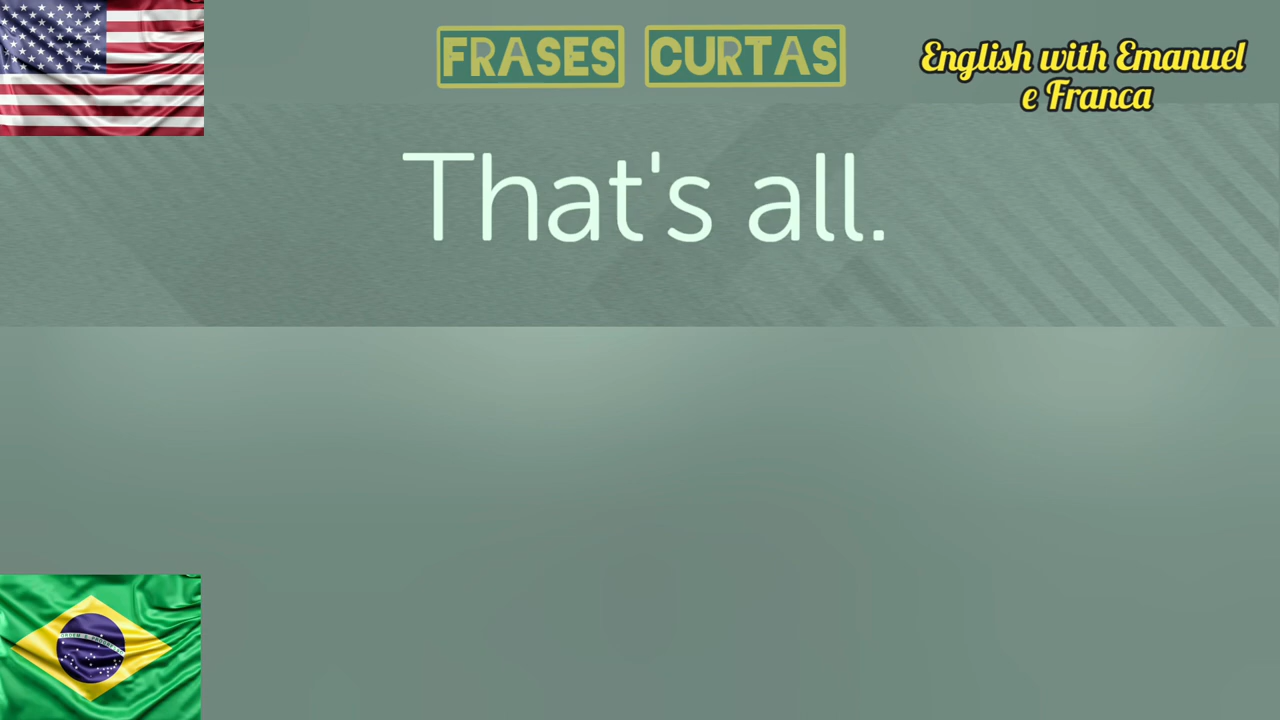 FRASES CURTAS
English with Emanuel
e Franca
That's all.